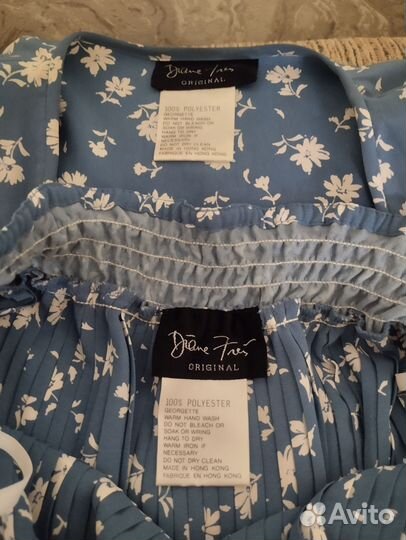 Diane Freś
ORIGINAL
100% POLYESTER
GEORGETTE
WARM HAND WASH
DO NOT BLEACH OR
SOAK OR WRING
HANG TO DRY
WARM IRON IF
NECESSARY
DO NOT DRY CLEAN
MADE IN HONG KONG
FABRIQUE EN HONG KONG
Diane Freś
ORIGINAL
100% POLYESTER
GEORGETTE
WARM HAND WASH
DO NOT BLEACH OR
SOAK OR WRING
HANG TO DRY
WARM IRON IF
NECESSARY
DO NOT DRY CLEAN
MADE IN HONG KONG
FABRIQUE EN HONG KONG
Avito